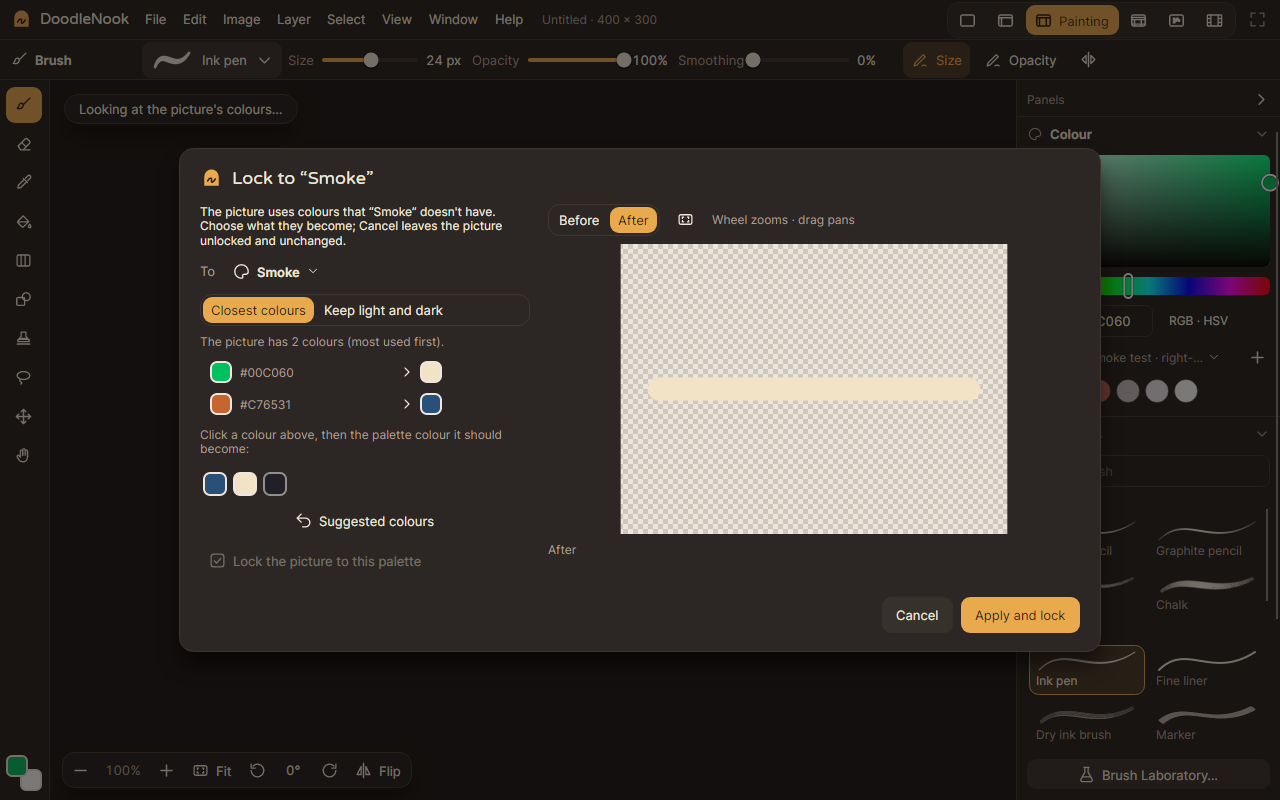 DoodleNook File Edit Image Layer Select View Window Help Untitled · 400 × 300 Painting
Brush Ink pen Size 24 px Opacity 100% Smoothing 0% Size Opacity
Looking at the picture's colours...
Panels
Colour
Lock to “Smoke”
The picture uses colours that “Smoke” doesn't have.
Choose what they become; Cancel leaves the picture
unlocked and unchanged.
Before After Wheel zooms · drag pans
To Smoke
Closest colours Keep light and dark
The picture has 2 colours (most used first).
#00C060
#C76531
Click a colour above, then the palette colour it should
become:
Suggested colours
Lock the picture to this palette
After
Cancel Apply and lock
C060 RGB · HSV
moke test · right-...
Graphite pencil
Chalk
Ink pen Fine liner
Dry ink brush Marker
Brush Laboratory...
100% Fit 0° Flip